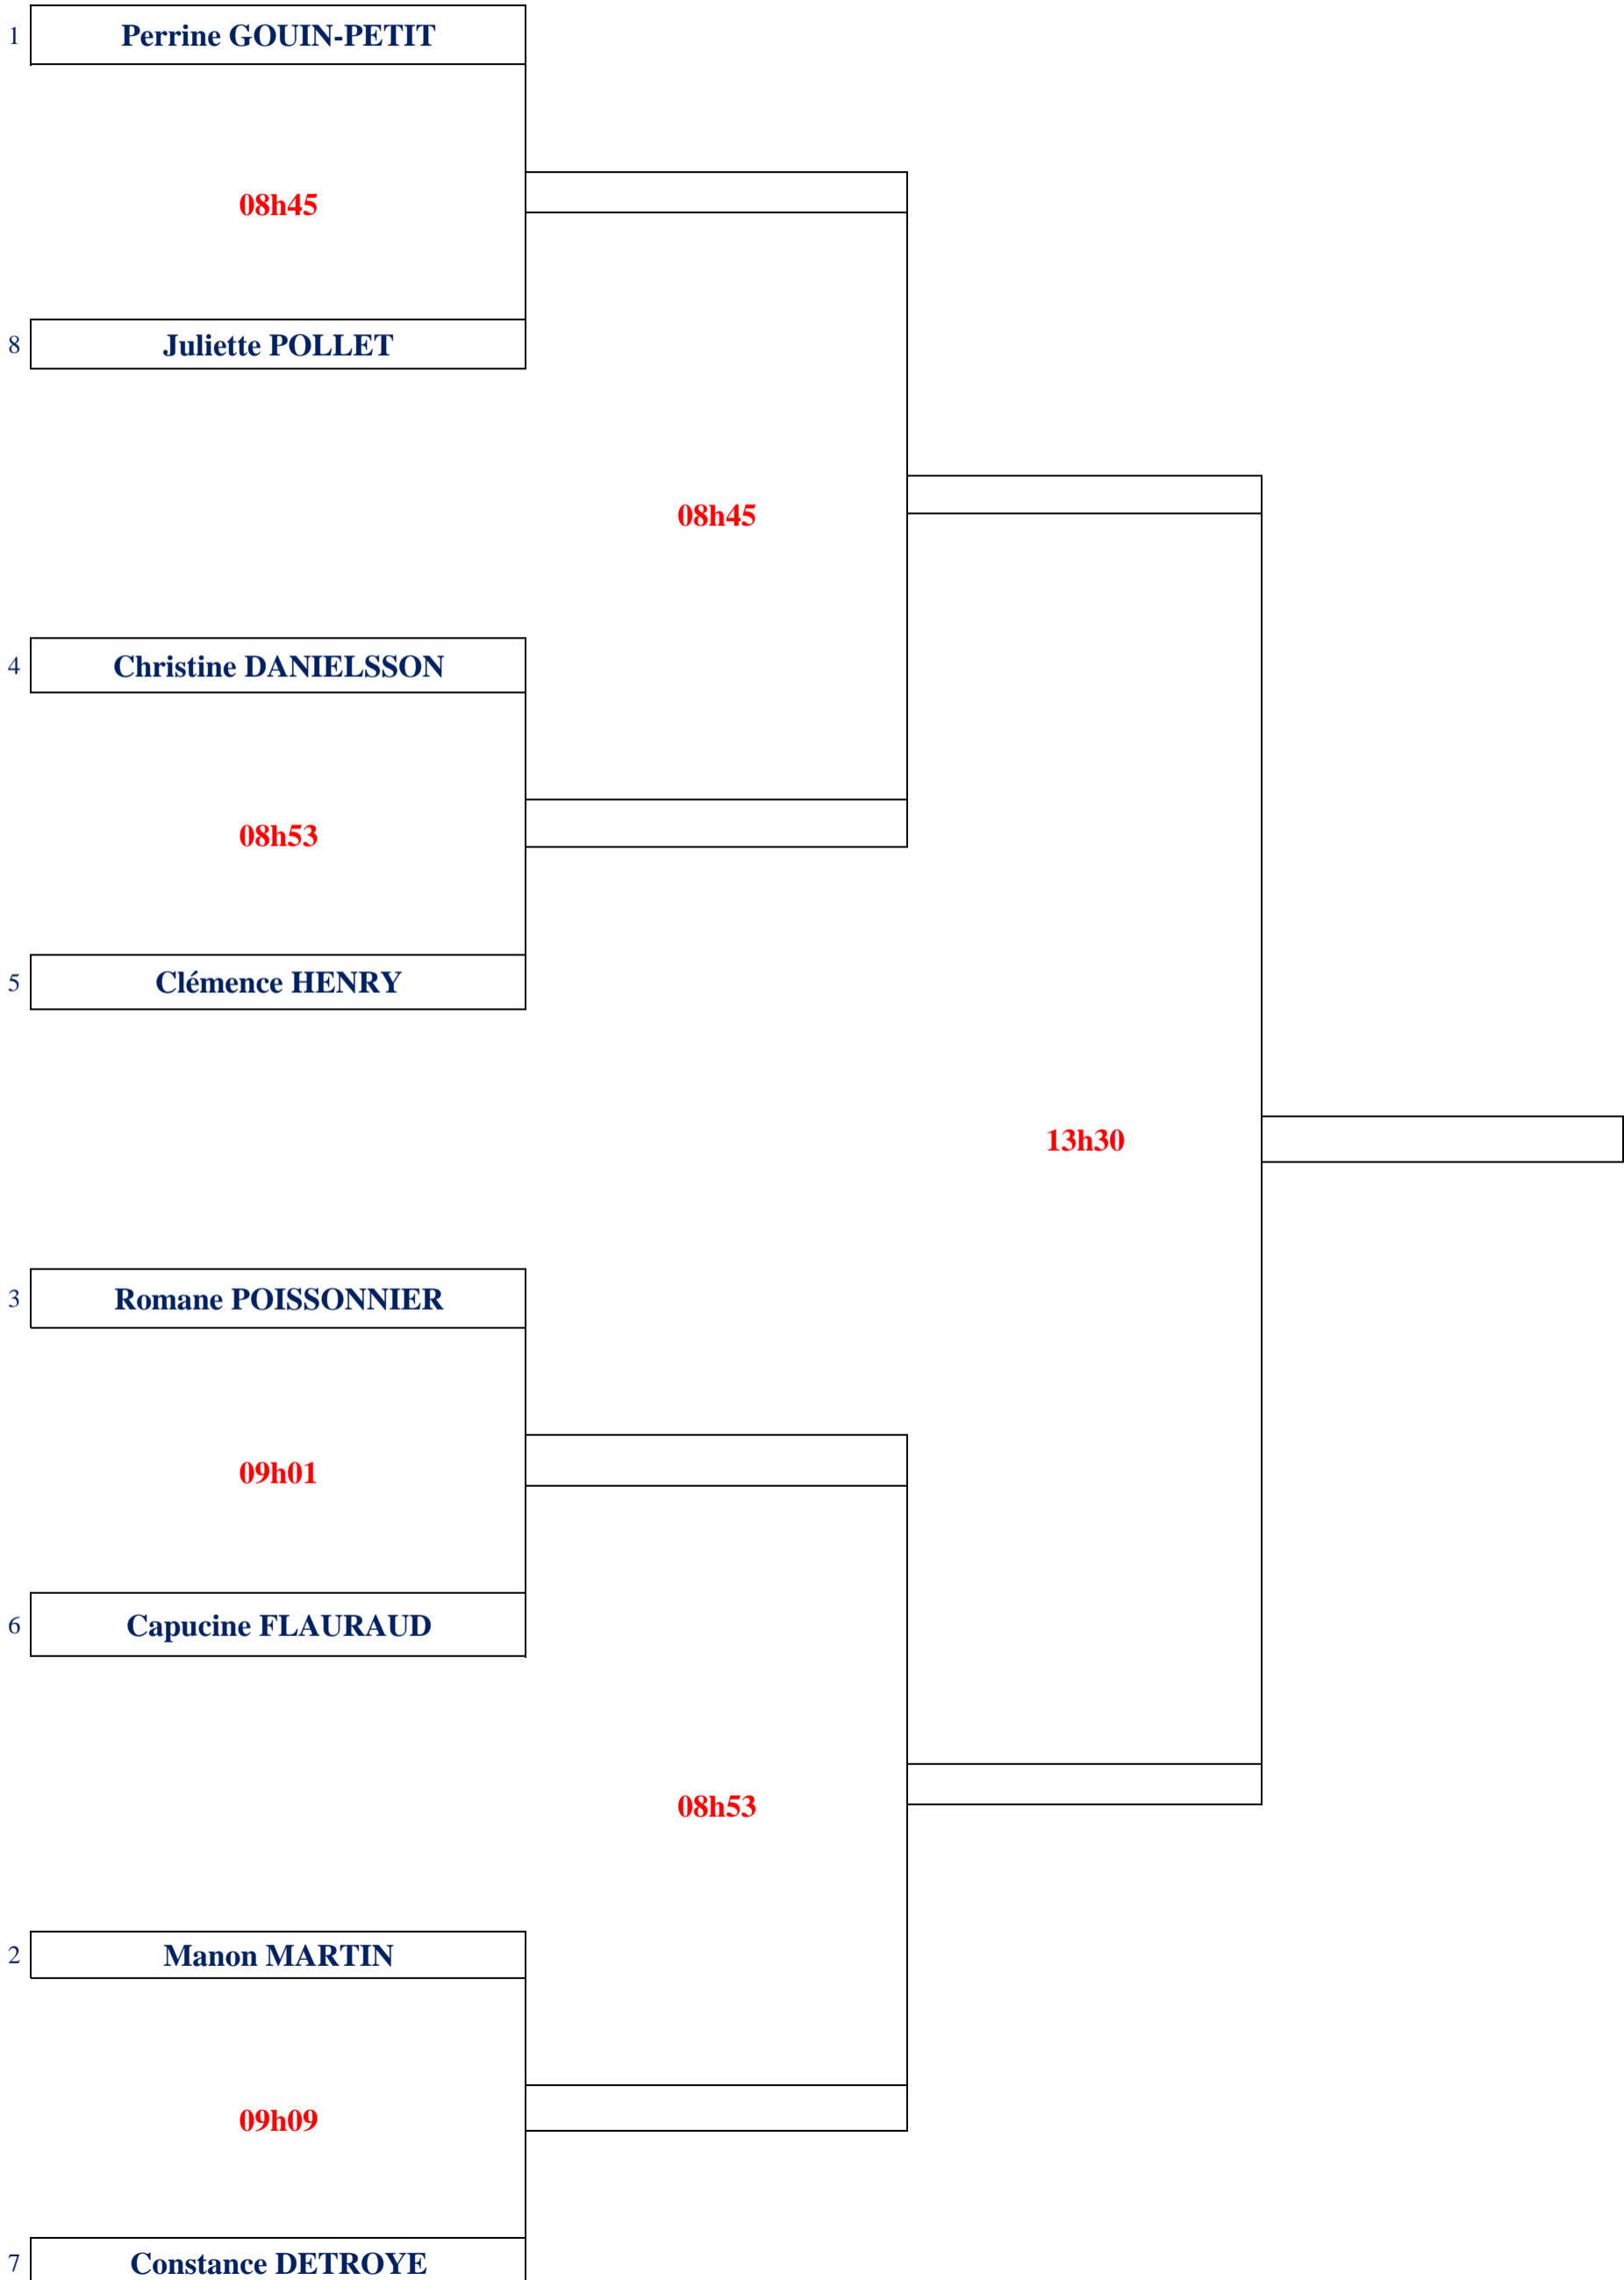 1 Perrine GOUIN-PETIT
08h45
8 Juliette POLLET
08h45
4 Christine DANIELSSON
08h53
5 Clémence HENRY
13h30
3 Romane POISSONNIER
09h01
6 Capucine FLAURAUD
08h53
2 Manon MARTIN
09h09
7 Constance DETROYE